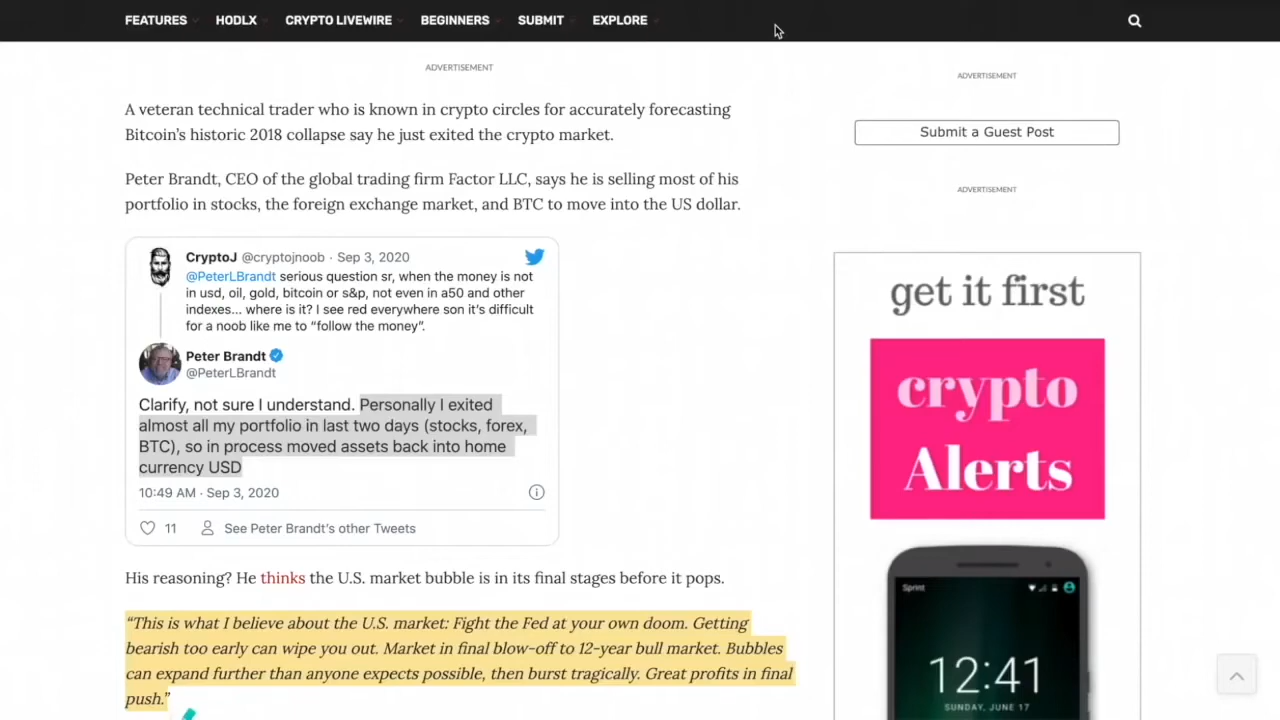 FEATURES HODLX CRYPTO LIVEWIRE BEGINNERS SUBMIT EXPLORE
ADVERTISEMENT
A veteran technical trader who is known in crypto circles for accurately forecasting
Bitcoin's historic 2018 collapse say he just exited the crypto market.
Peter Brandt, CEO of the global trading firm Factor LLC, says he is selling most of his
portfolio in stocks, the foreign exchange market, and BTC to move into the US dollar.
CryptoJ @cryptojnoob · Sep 3, 2020
@PeterLBrandt serious question sr, when the money is not
in usd, oil, gold, bitcoin or s&p, not even in a50 and other
indexes... where is it? I see red everywhere son it's difficult
for a noob like me to “follow the money”.
Peter Brandt
@PeterLBrandt
Clarify, not sure I understand. Personally I exited
almost all my portfolio in last two days (stocks, forex,
BTC), so in process moved assets back into home
currency USD
10:49 AM · Sep 3, 2020
11 See Peter Brandt's other Tweets
His reasoning? He thinks the U.S. market bubble is in its final stages before it pops.
“This is what I believe about the U.S. market: Fight the Fed at your own doom. Getting
bearish too early can wipe you out. Market in final blow-off to 12-year bull market. Bubbles
can expand further than anyone expects possible, then burst tragically. Great profits in final
push.”
ADVERTISEMENT
Submit a Guest Post
ADVERTISEMENT
get it first
crypto
Alerts
Sprint
12:41
SUNDAY, JUNE 17